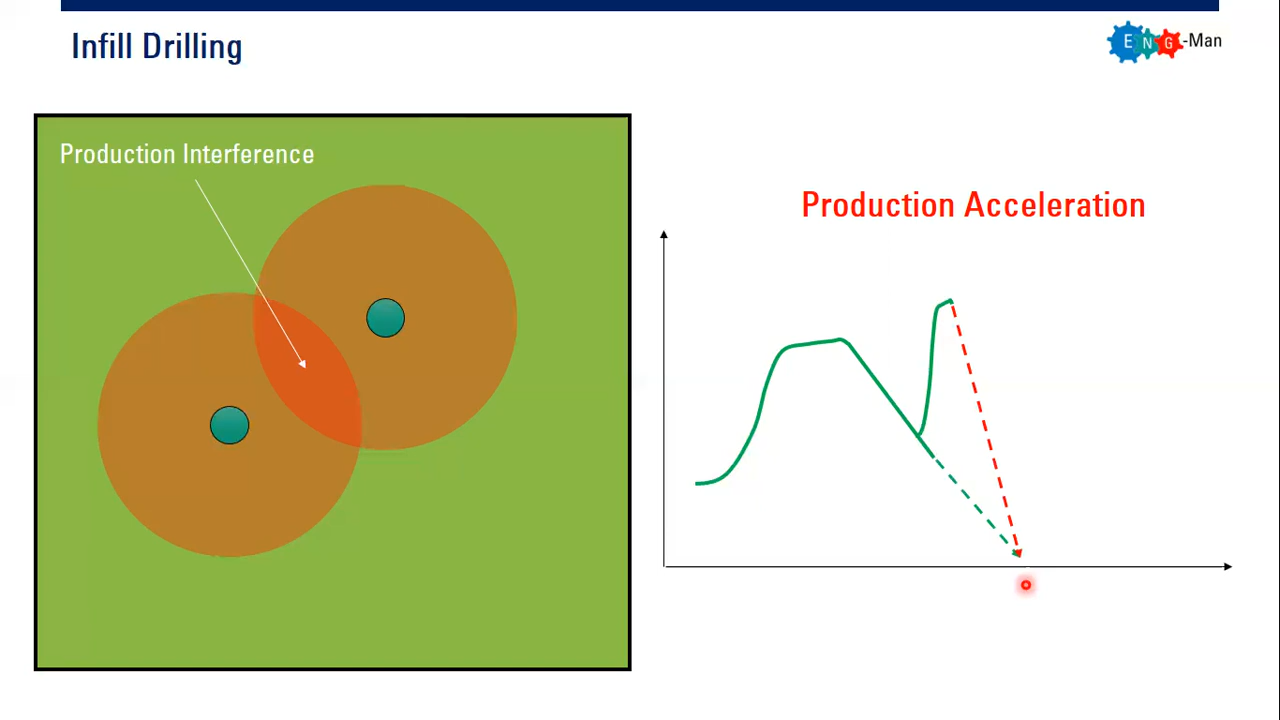 Infill Drilling
ENG-Man
Production Interference
Production Acceleration